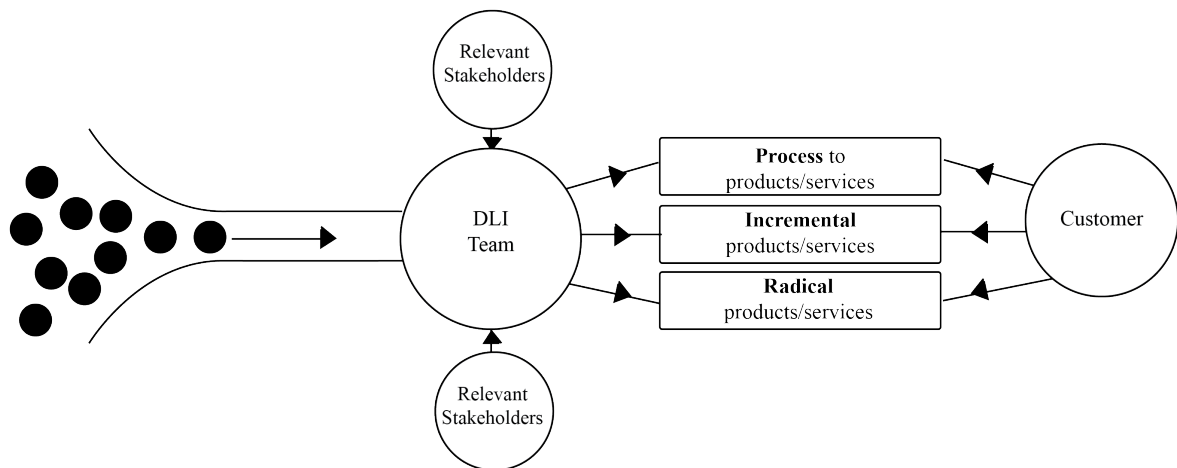 Relevant
Stakeholders
DLI
Team
Process to
products/services
Incremental
products/services
Radical
products/services
Customer
Relevant
Stakeholders